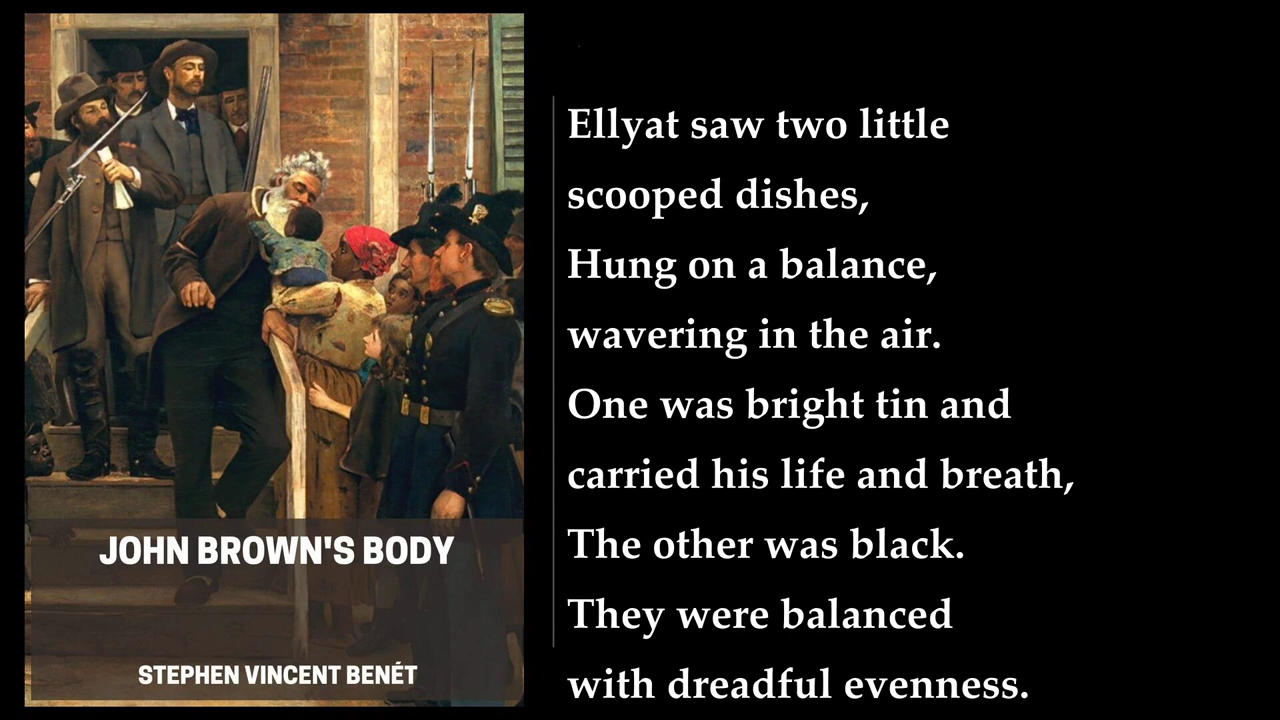 JOHN BROWN'S BODY
STEPHEN VINCENT BENÉT
Ellyat saw two little
scooped dishes,
Hung on a balance,
wavering in the air.
One was bright tin and
carried his life and breath,
The other was black.
They were balanced
with dreadful evenness.